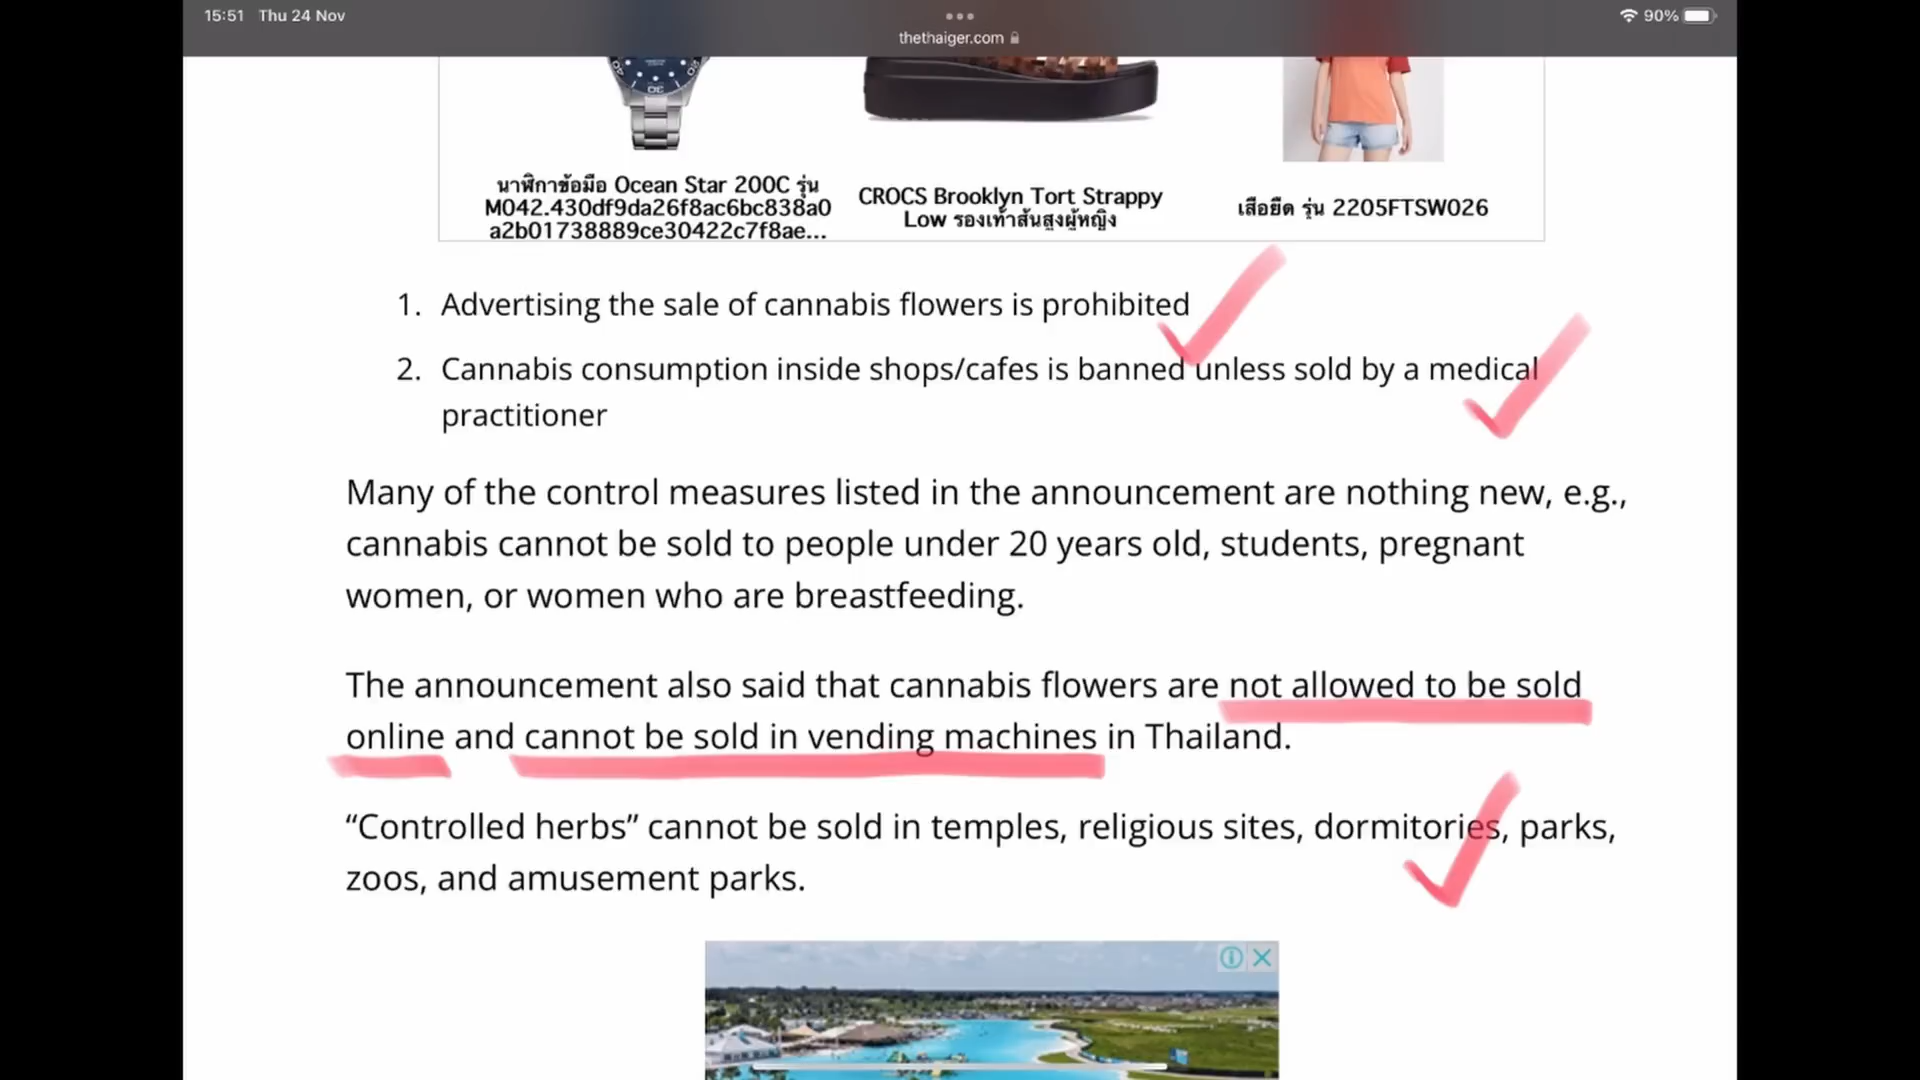 15:51 Thu 24 Nov
90%
thethaiger.com
นาฬิกาข้อมือ Ocean Star 200C รุ่น
M042.430df9da26f8ac6bc838a0
a2b01738889ce30422c7f8ae...
CROCS Brooklyn Tort Strappy
Low รองเท้าส้นสูงผู้หญิง
เสื้อยืด รุ่น 2205FTSW026
1. Advertising the sale of cannabis flowers is prohibited
2. Cannabis consumption inside shops/cafes is banned unless sold by a medical
practitioner
Many of the control measures listed in the announcement are nothing new, e.g.,
cannabis cannot be sold to people under 20 years old, students, pregnant
women, or women who are breastfeeding.
The announcement also said that cannabis flowers are not allowed to be sold
online and cannot be sold in vending machines in Thailand.
“Controlled herbs” cannot be sold in temples, religious sites, dormitories, parks,
zoos, and amusement parks.